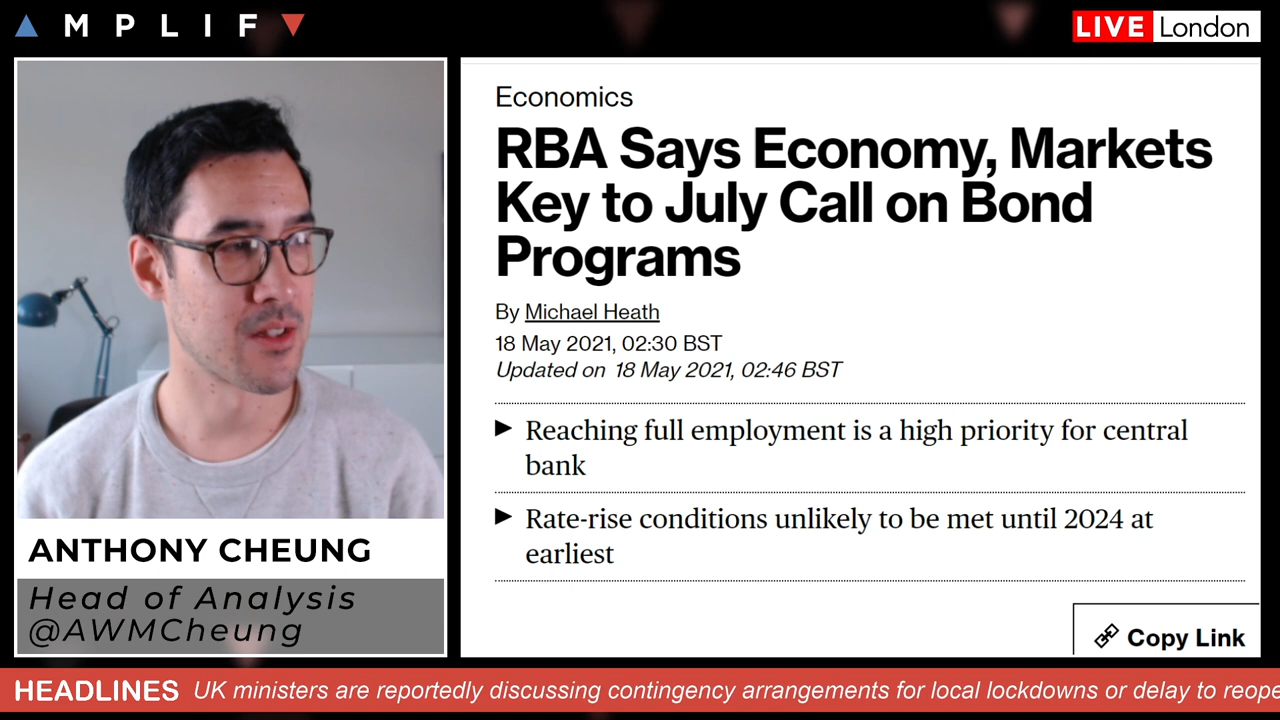 ▲ M P L I F ▼
LIVE London
Economics
RBA Says Economy, Markets
Key to July Call on Bond
Programs
By Michael Heath
18 May 2021, 02:30 BST
Updated on 18 May 2021, 02:46 BST
Reaching full employment is a high priority for central
bank
Rate-rise conditions unlikely to be met until 2024 at
earliest
Copy Link
ANTHONY CHEUNG
Head of Analysis
@AWMCheung
HEADLINES UK ministers are reportedly discussing contingency arrangements for local lockdowns or delay to reope